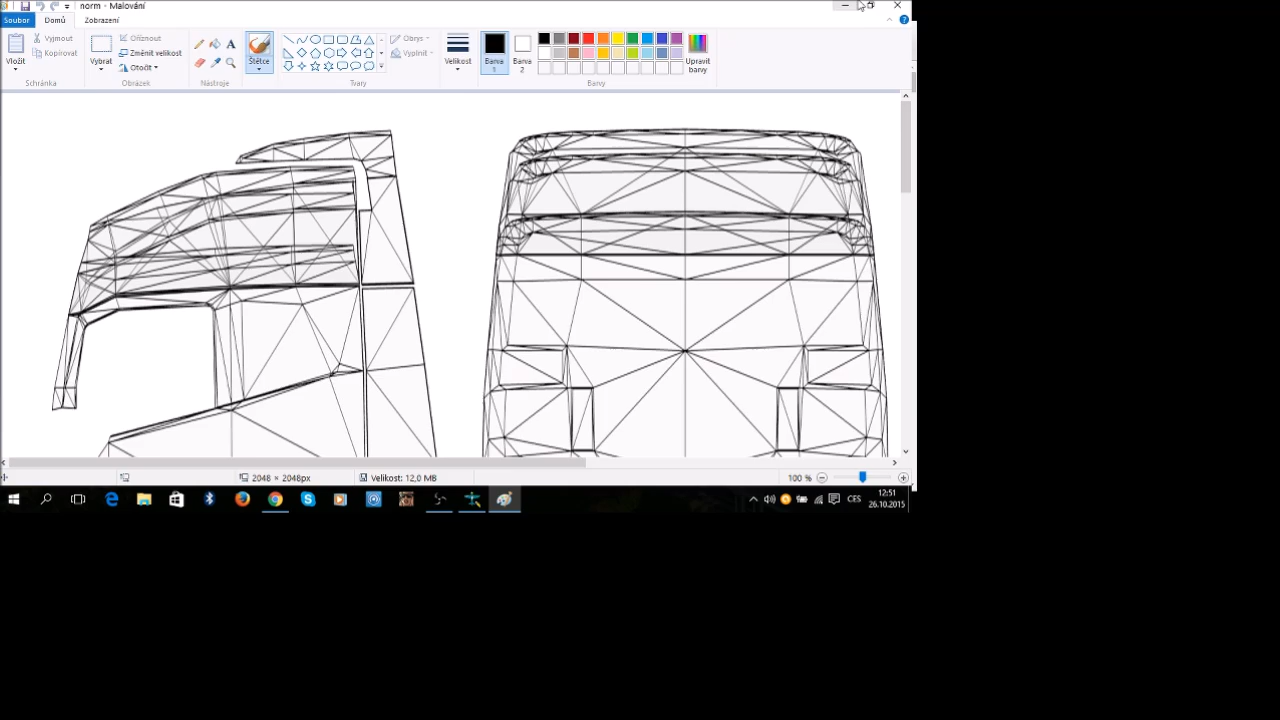 norm - Malování
Soubor Domů Zobrazení
Vložit
Vyjmout
Kopírovat
Schránka
Vybrat
Oříznout
Změnit velikost
Otočit
Obrázek
A
Nástroje
Štětce
Obrys
Vyplnit
Tvary
Velikost
Barva 1
Barva 2
Upravit barvy
Barvy
2048 × 2048px
Velikost: 12,0 MB
100 %
CES
12:51
26.10.2015